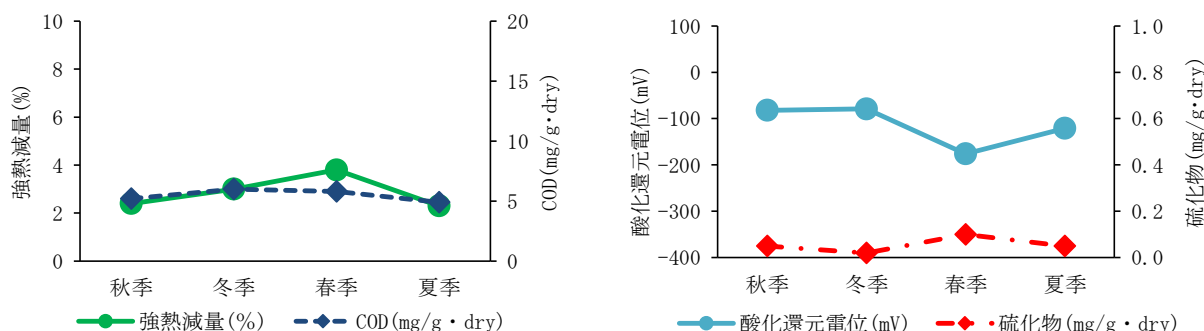 10
8
6
4
2
0
強熱減量(%)
20
15
10
5
0
COD(mg/g･dry)
秋季
冬季
春季
夏季
強熱減量(%)
COD(mg/g･dry)
100
0
-100
-200
-300
-400
酸化還元電位(mV)
1.0
0.8
0.6
0.4
0.2
0.0
硫化物(mg/g･dry)
秋季
冬季
春季
夏季
酸化還元電位(mV)
硫化物(mg/g･dry)